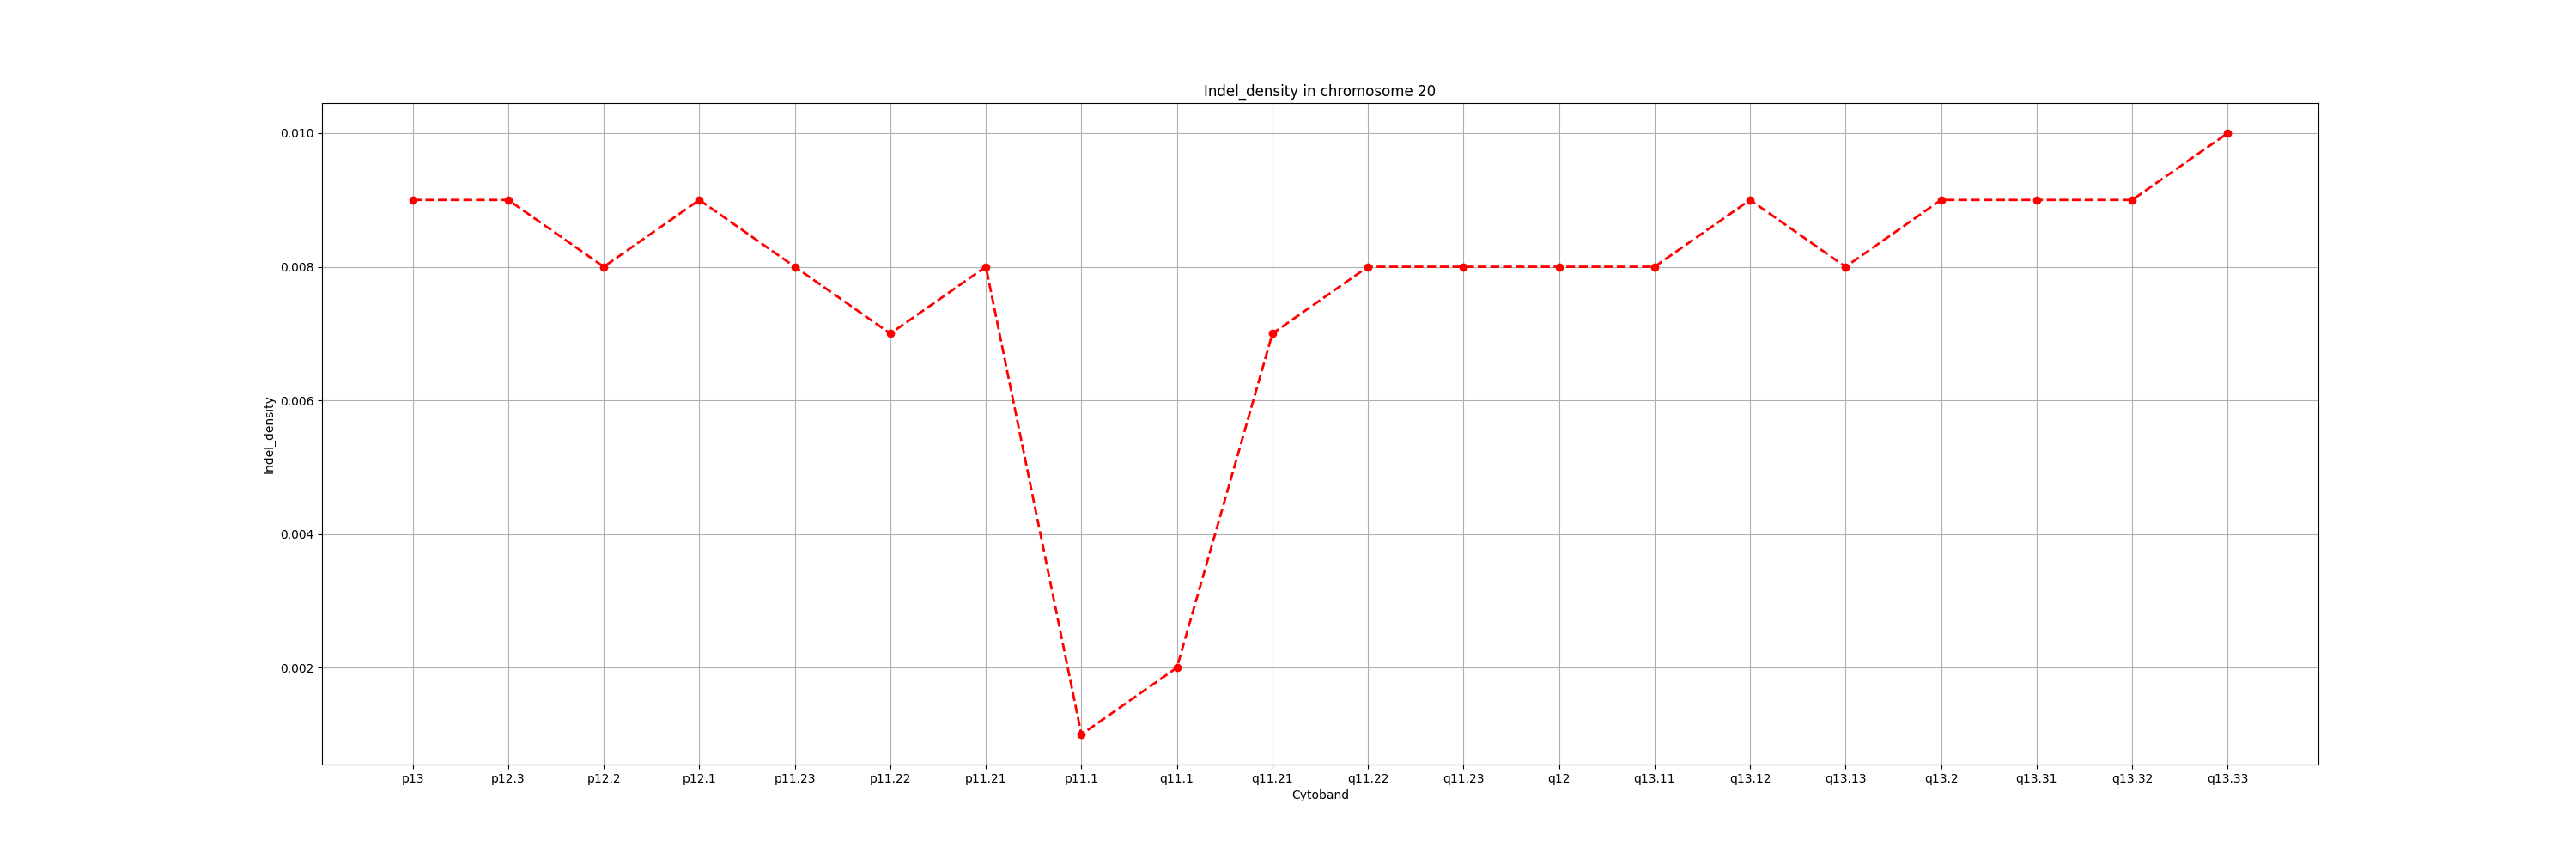 Indel_density in chromosome 20
0.010
0.008
0.006
0.004
0.002
Indel_density
p13 p12.3 p12.2 p12.1 p11.23 p11.22 p11.21 p11.1 q11.1 q11.21 q11.22 q11.23 q12 q13.11 q13.12 q13.13 q13.2 q13.31 q13.32 q13.33
Cytoband